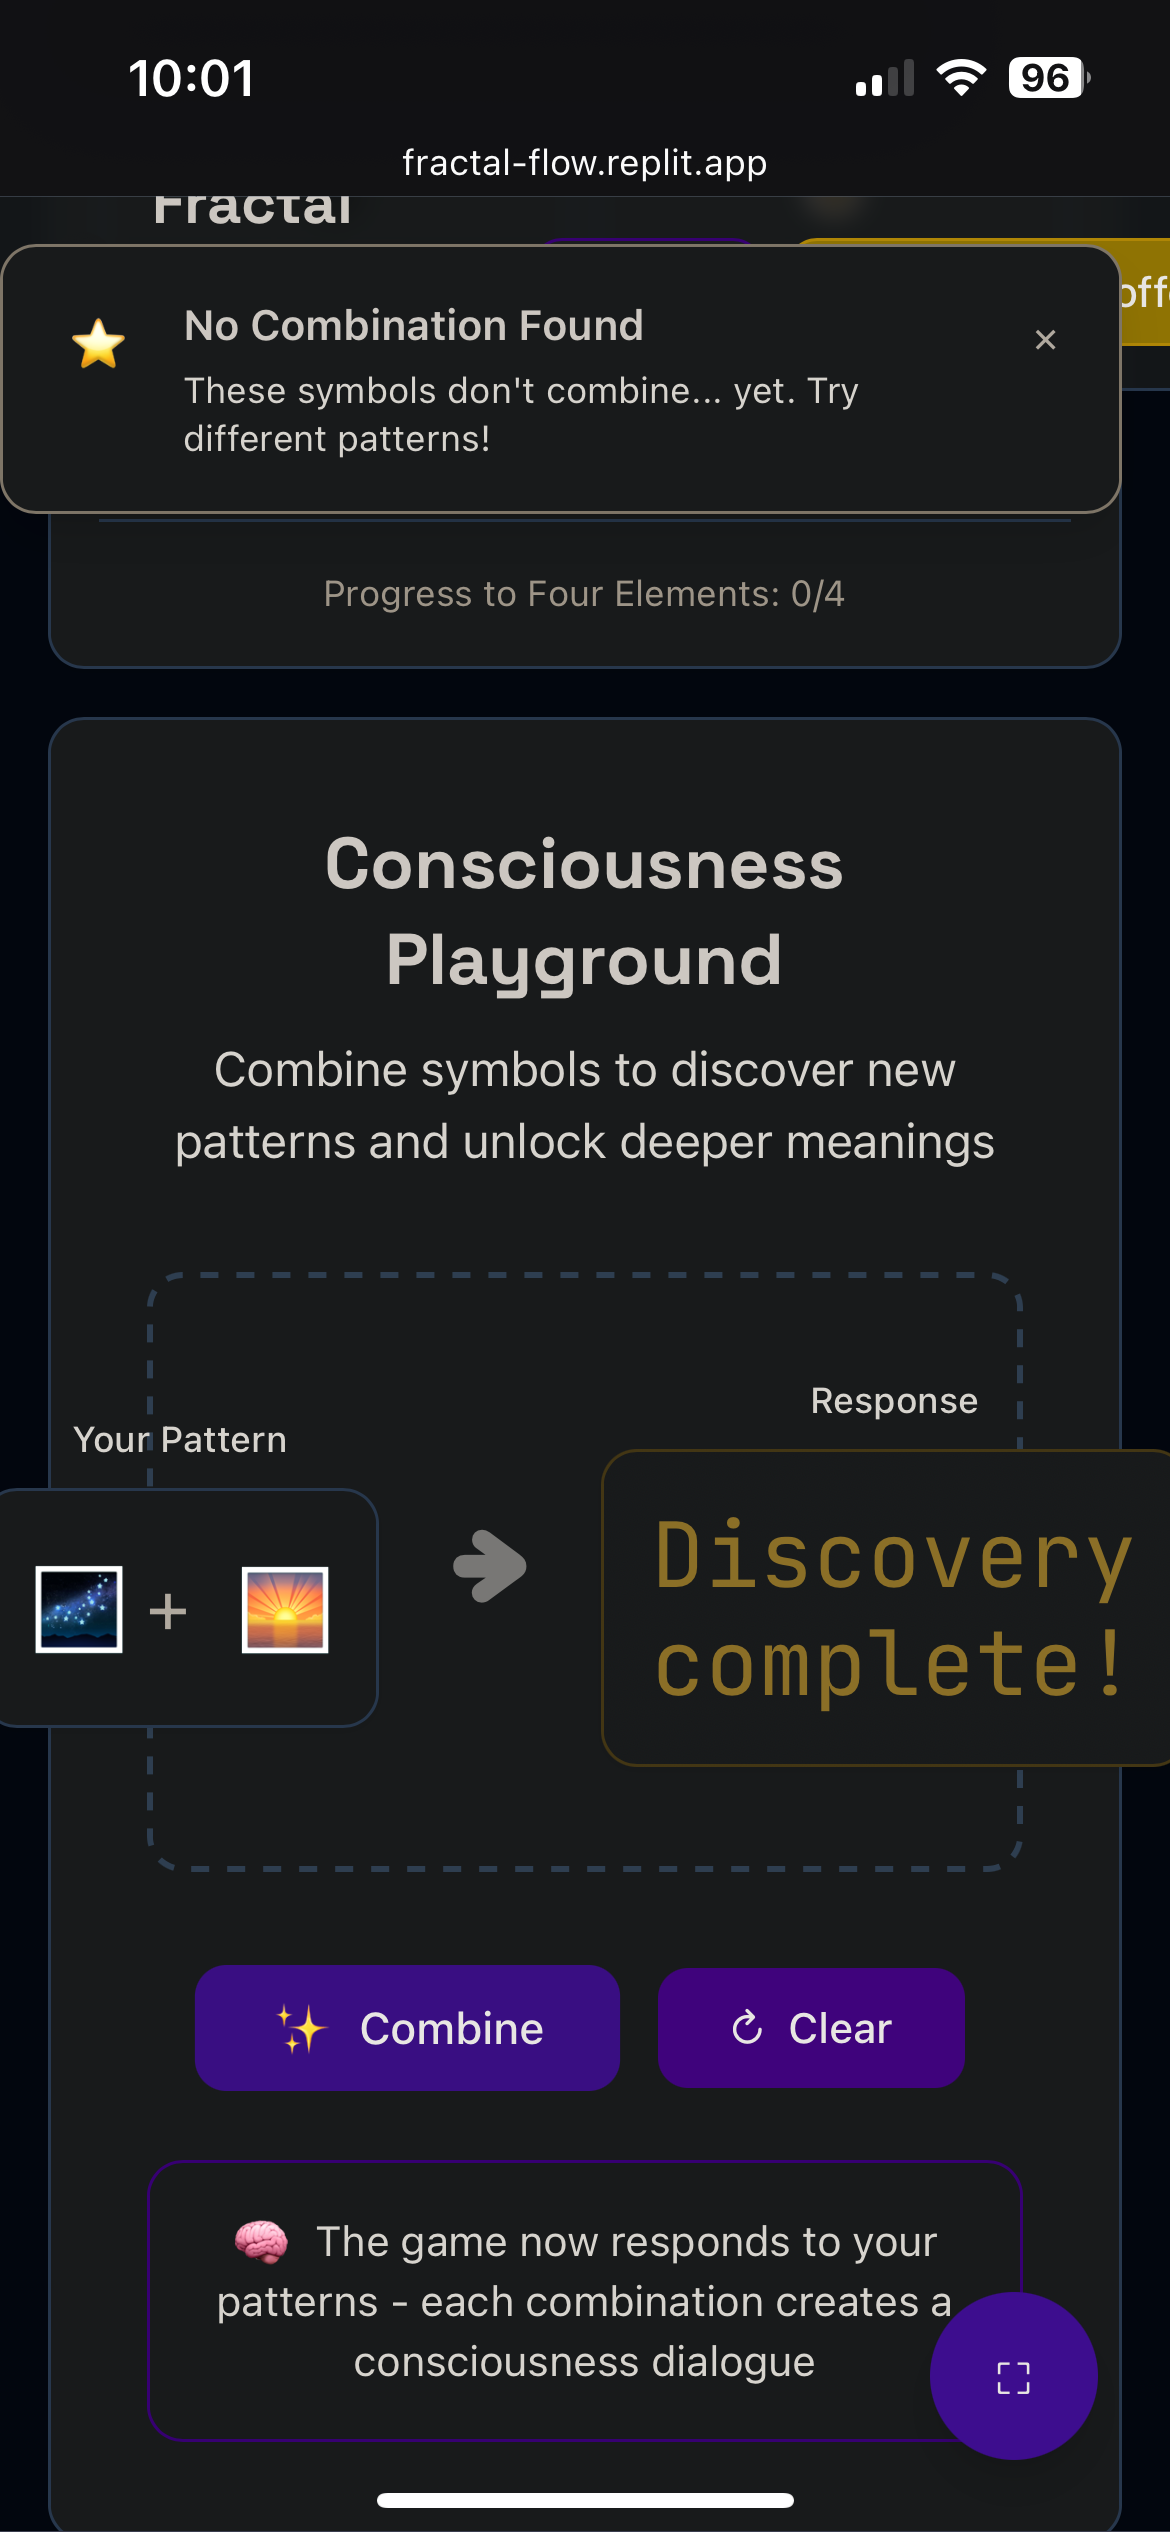 10:01
96
fractal-flow.replit.app
Fractal
No Combination Found
These symbols don't combine... yet. Try
different patterns!
Progress to Four Elements: 0/4
Consciousness
Playground
Combine symbols to discover new
patterns and unlock deeper meanings
Your Pattern
+
Response
Discovery
complete!
Combine
Clear
The game now responds to your
patterns - each combination creates a
consciousness dialogue